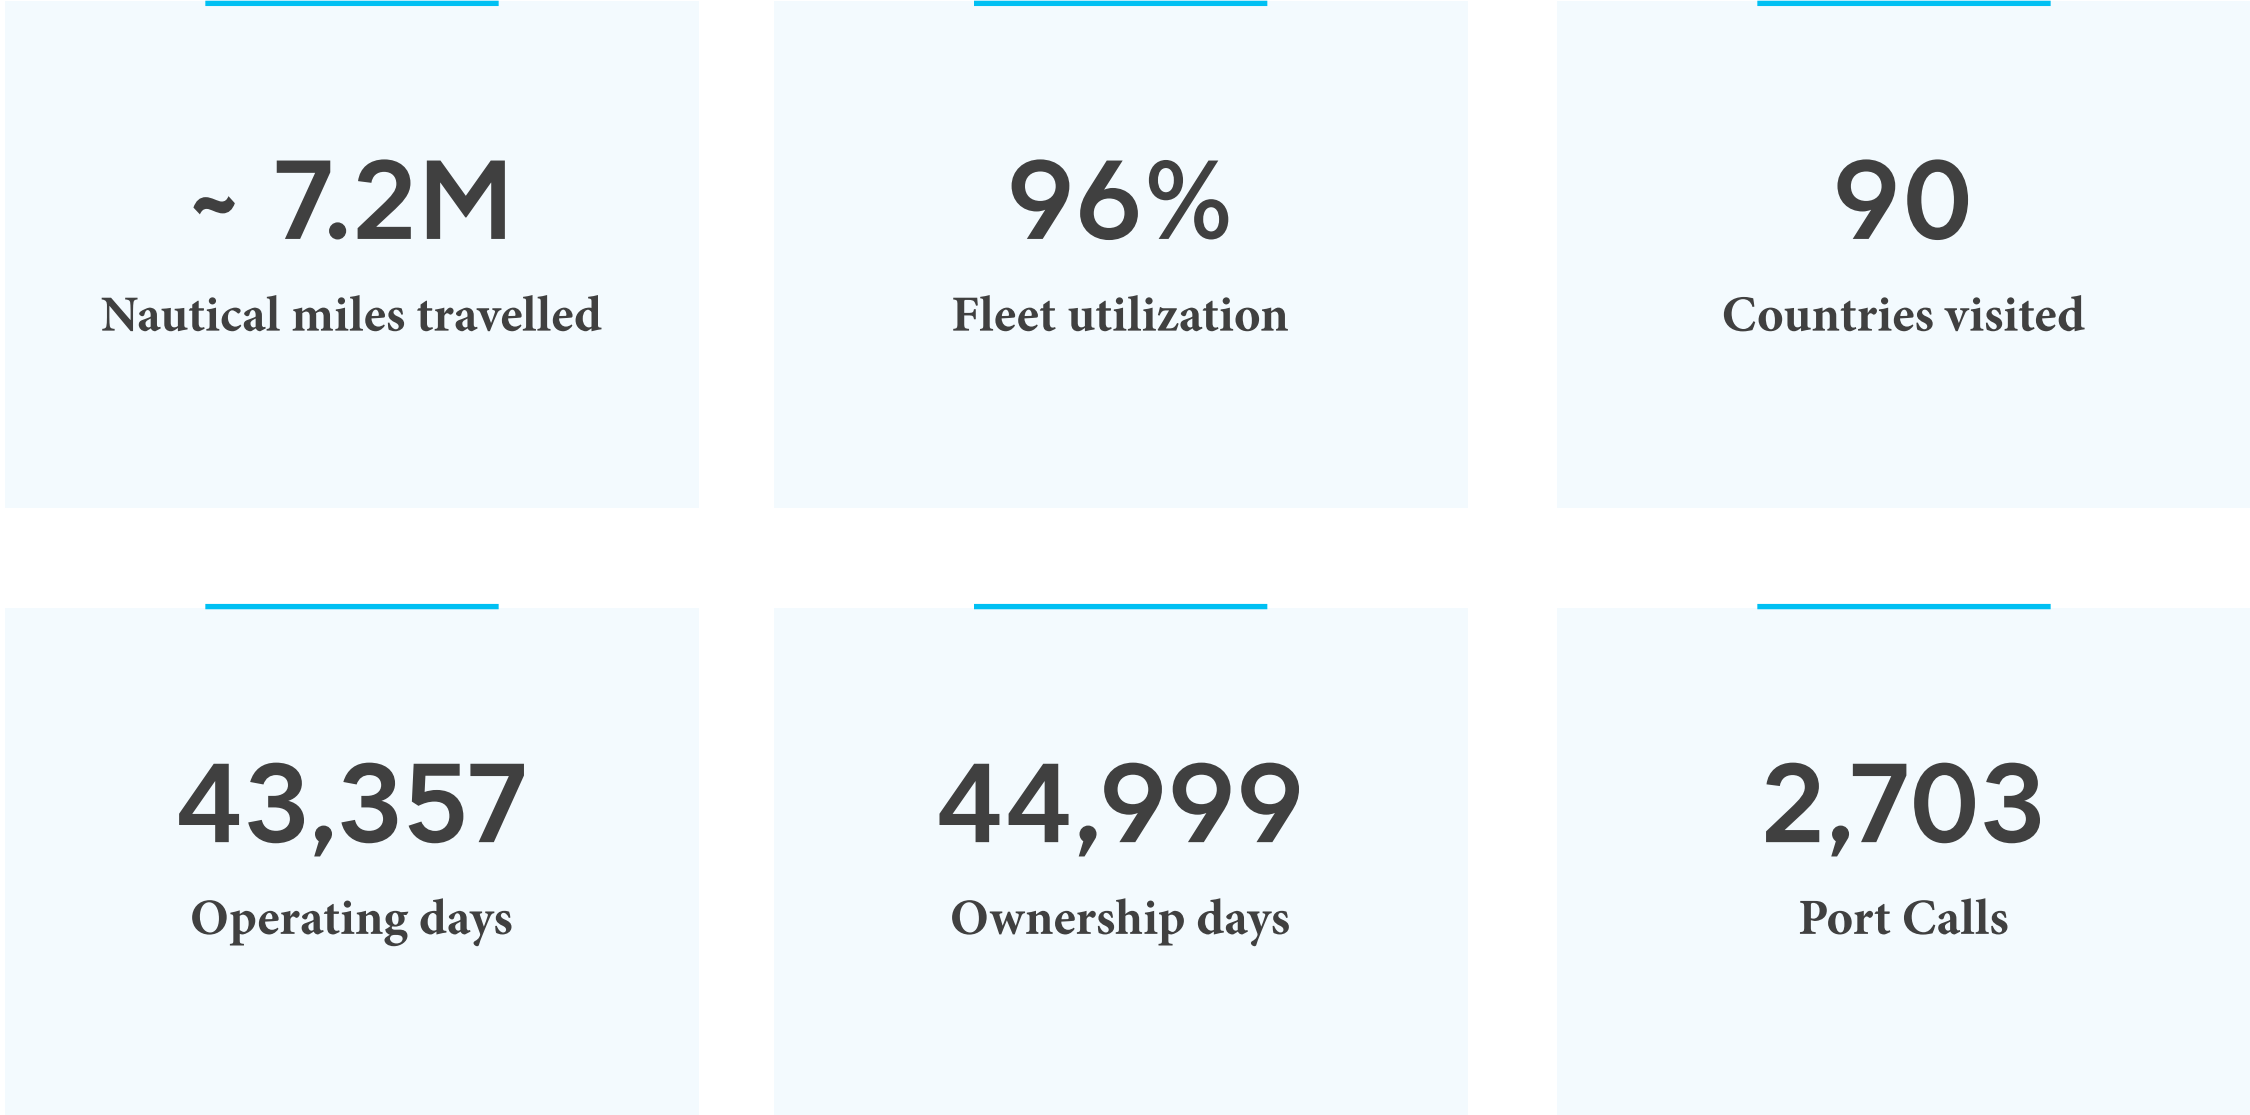 ~ 7.2M
Nautical miles travelled
96%
Fleet utilization
90
Countries visited
43,357
Operating days
44,999
Ownership days
2,703
Port Calls